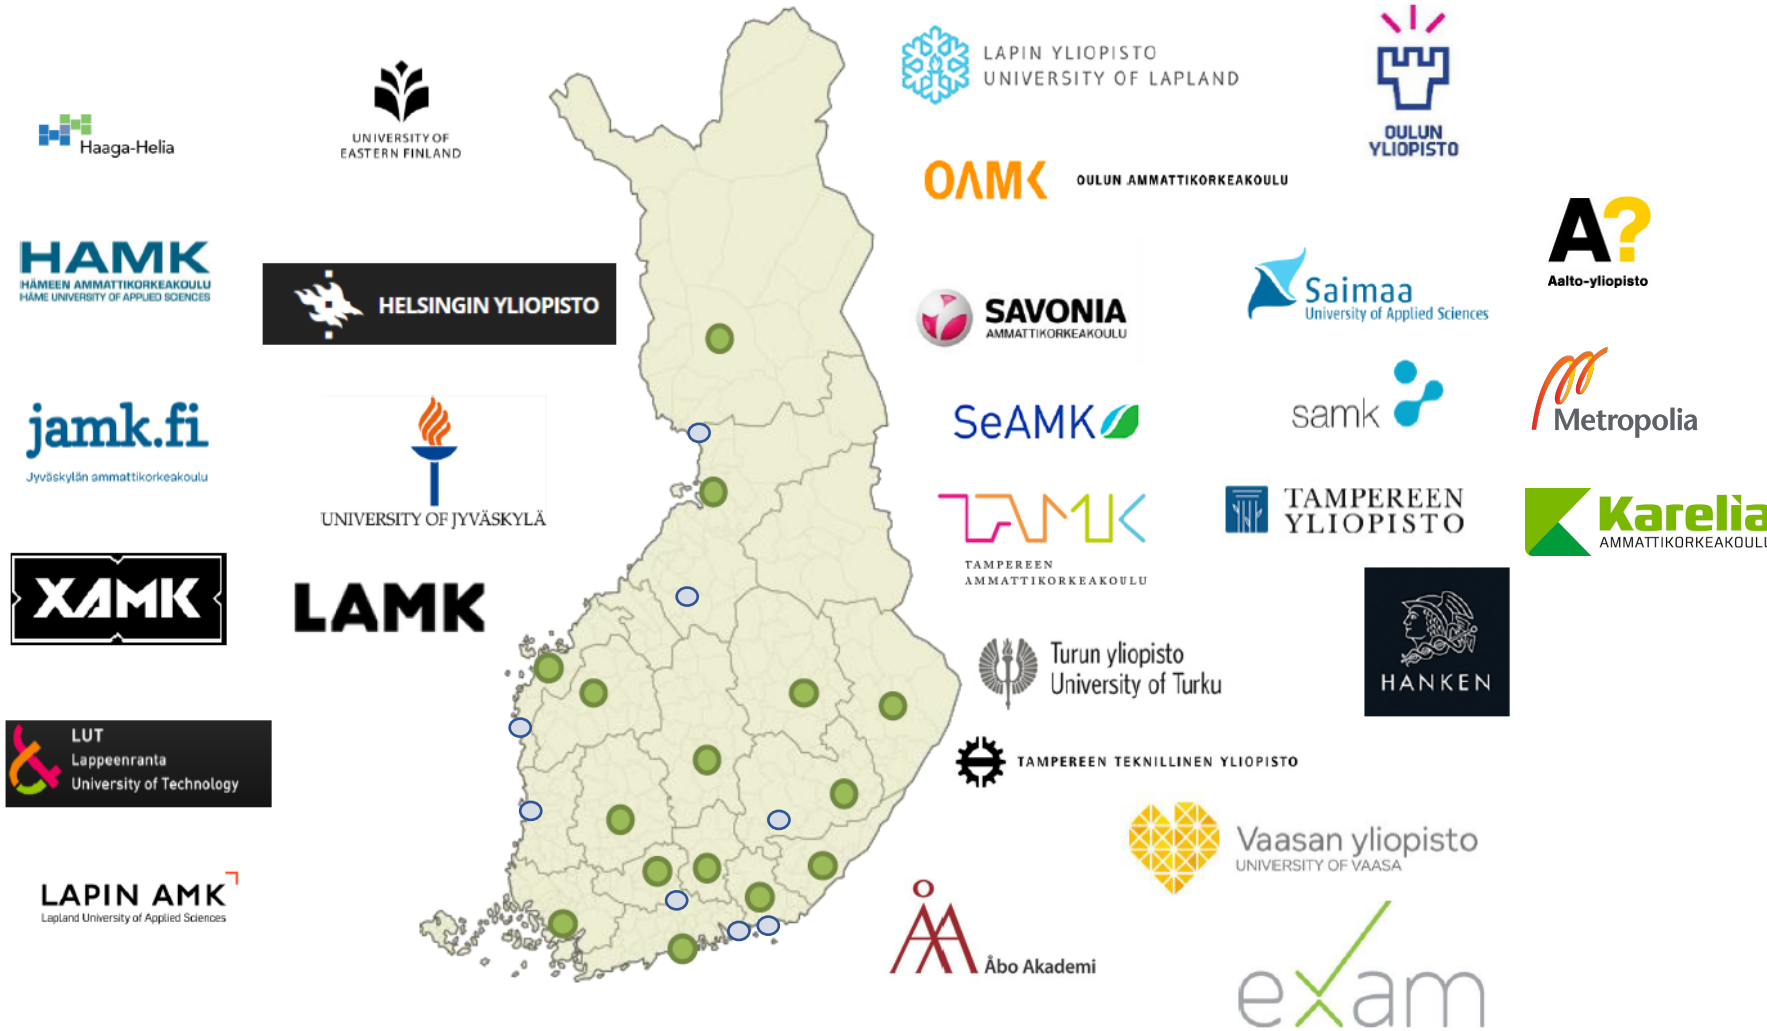 Haaga-Helia
UNIVERSITY OF
EASTERN FINLAND
HAMK
HÄMEEN AMMATTIKORKEAKOULU
HÄME UNIVERSITY OF APPLIED SCIENCES
HELSINGIN YLIOPISTO
jamk.fi
Jyväskylän ammattikorkeakoulu
UNIVERSITY OF JYVÄSKYLÄ
XAMK
LAMK
LUT
Lappeenranta
University of Technology
LAPIN AMK
Lapland University of Applied Sciences
LAPIN YLIOPISTO
UNIVERSITY OF LAPLAND
OULUN
YLIOPISTO
OAMK OULUN AMMATTIKORKEAKOULU
A?
Aalto-yliopisto
SAVONIA
AMMATTIKORKEAKOULU
Saimaa
University of Applied Sciences
SeAMK
samk
Metropolia
TAMK
TAMPEREEN
AMMATTIKORKEAKOULU
TAMPEREEN
YLIOPISTO
Karelia
AMMATTIKORKEAKOULU
Turun yliopisto
University of Turku
HANKEN
TAMPEREEN TEKNILLINEN YLIOPISTO
Vaasan yliopisto
UNIVERSITY OF VAASA
Åbo Akademi
exam